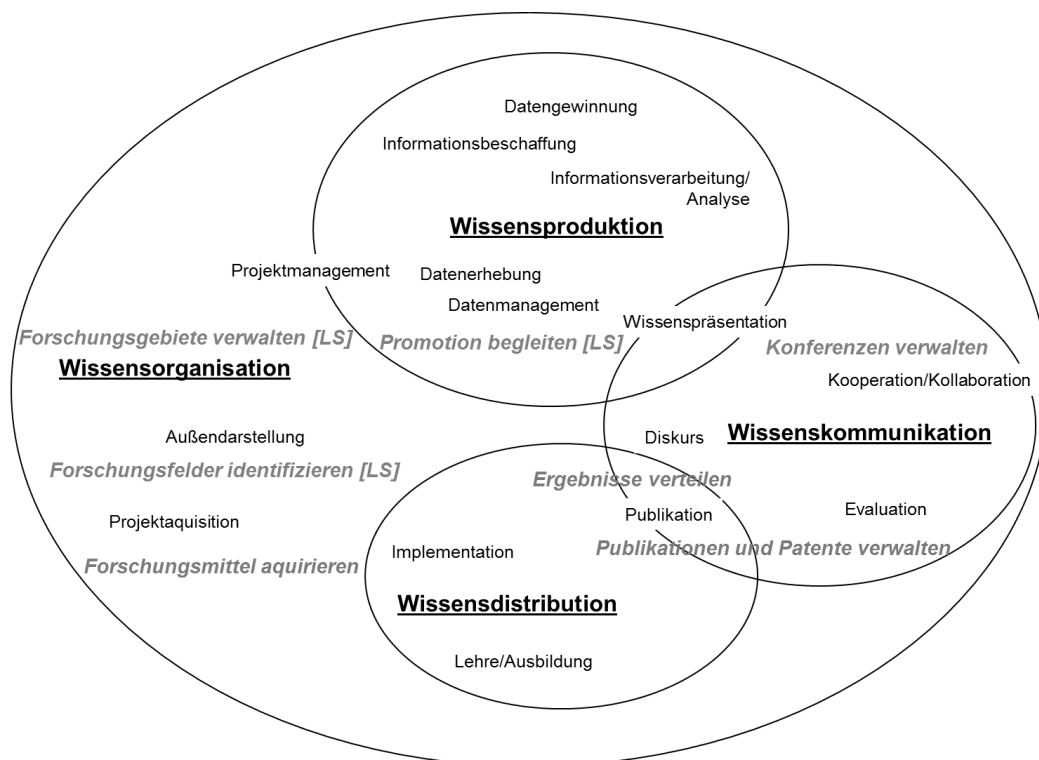 Datengewinnung
Informationsbeschaffung
Informationsverarbeitung/
Analyse
Wissensproduktion
Projektmanagement
Datenerhebung
Datenmanagement
Wissenspräsentation
Forschungsgebiete verwalten [LS]
Promotion begleiten [LS]
Konferenzen verwalten
Wissensorganisation
Kooperation/Kollaboration
Außendarstellung
Diskurs
Wissenskommunikation
Forschungsfelder identifizieren [LS]
Ergebnisse verteilen
Projektaquisition
Publikation
Evaluation
Implementation
Publikationen und Patente verwalten
Forschungsmittel aquirieren
Wissensdistribution
Lehre/Ausbildung